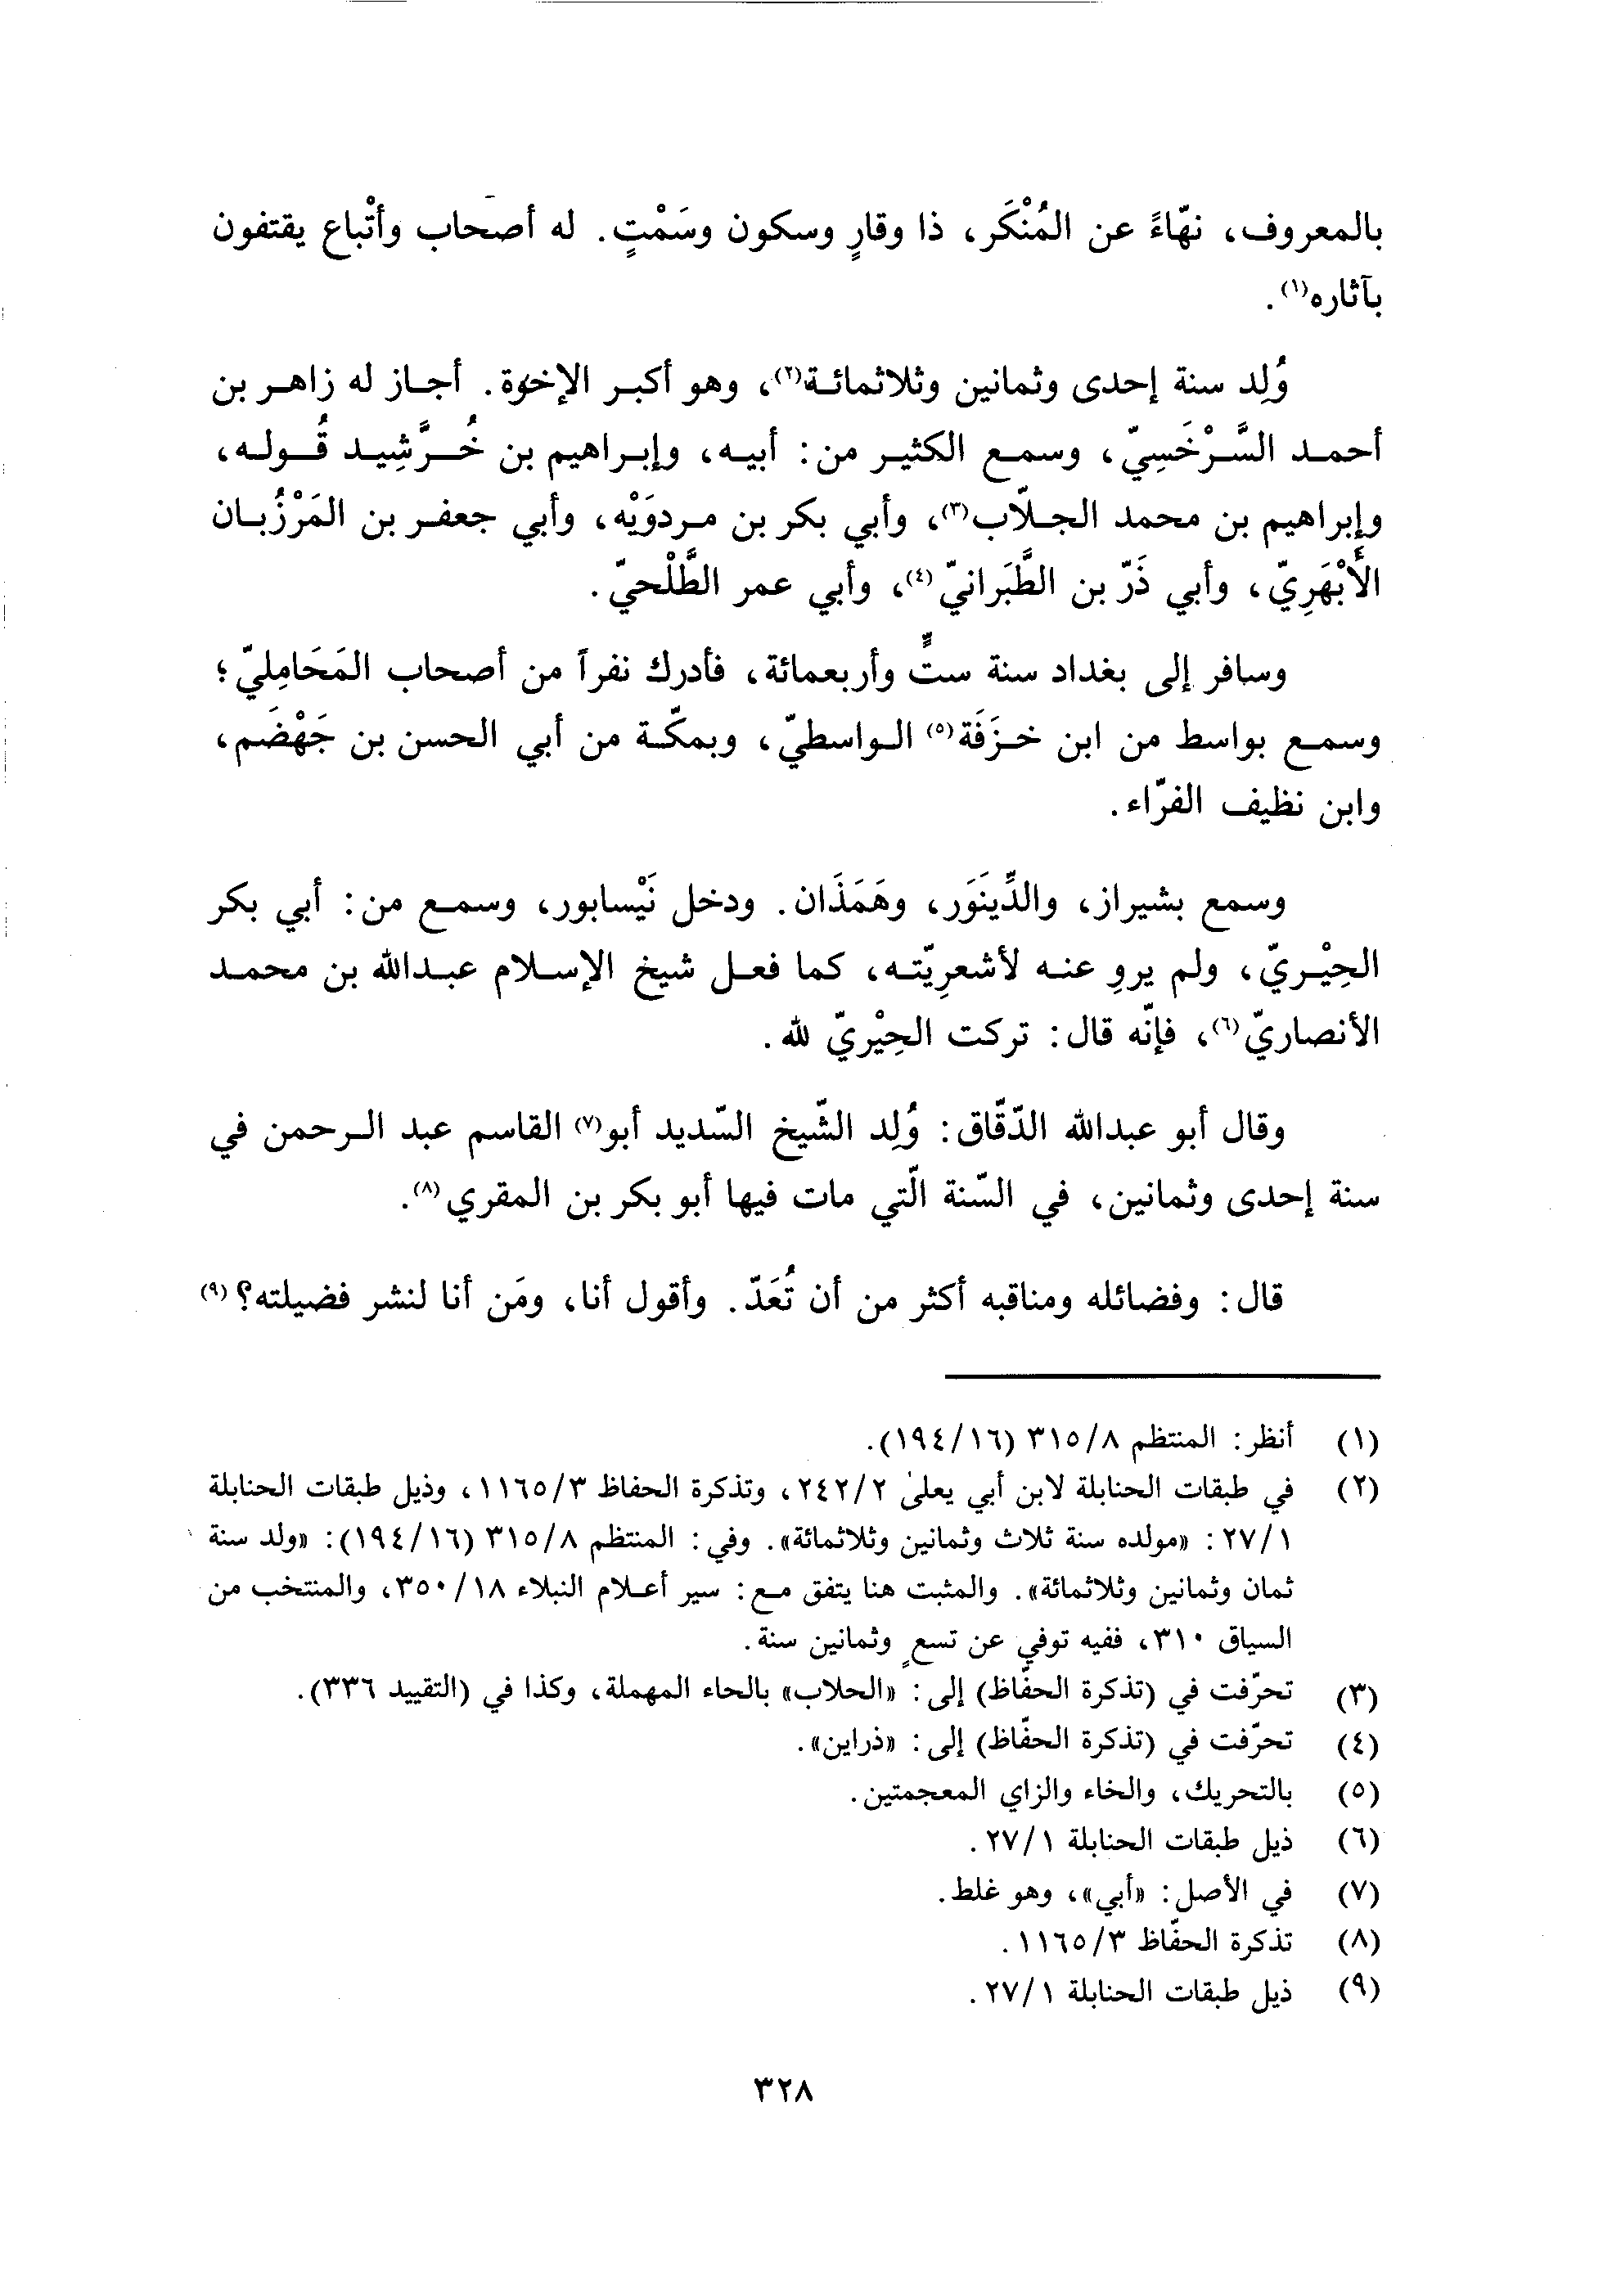 بالمعروف، نهّاءً عن المُنْكَر، ذا وقارٍ وسكون وسَمْتٍ. له أصحاب وأتْباع يقتفون
بآثاره(١).
وُلِد سنة إحدى وثمانين وثلاثمائة(٢)، وهو أكبر الإخوة. أجاز له زاهر بن
أحمد السَّرْخَسِيّ، وسمع الكثير من: أبيه، وإبراهيم بن خُرَّشِيد قُوله،
وإبراهيم بن محمد الجلّاب(٣)، وأبي بكر بن مردوَيْه، وأبي جعفر بن المَرْزُبان
الأَبْهَرِيّ، وأبي ذَرّ بن الطَّبَرانيّ(٤)، وأبي عمر الطَّلْحيّ.
وسافر إلى بغداد سنة ستٍّ وأربعمائة، فأدرك نفراً من أصحاب المَحَامِليّ؛
وسمع بواسط من ابن خزَفَة(٥) الواسطيّ، وبمكّة من أبي الحسن بن جَهْضَم،
وابن نظيف الفرّاء.
وسمع بشيراز، والدِّينَوَر، وهَمَذَان. ودخل نَيْسابور، وسمع من: أبي بكر
الحِيْريّ، ولم يروِ عنه لأشعرِيّته، كما فعل شيخ الإسلام عبدالله بن محمد
الأنصاريّ(٦)، فإنّه قال: تركت الحِيْريّ لله.
وقال أبو عبدالله الدّقّاق: وُلِد الشّيخ السّديد أبو(٧) القاسم عبد الرحمن في
سنة إحدى وثمانين، في السّنة الّتي مات فيها أبو بكر بن المقري(٨).
قال: وفضائله ومناقبه أكثر من أن تُعَدّ. وأقول أنا، ومَن أنا لنشر فضيلته؟(٩)
(١) أنظر: المنتظم ٣١٥/٨ (١٩٤/١٦).
(٢) في طبقات الحنابلة لابن أبي يعلىٰ ٢٤٢/٢، وتذكرة الحفاظ ١١٦٥/٣، وذيل طبقات الحنابلة
٢٧/١: «مولده سنة ثلاث وثمانين وثلاثمائة». وفي: المنتظم ٣١٥/٨ (١٩٤/١٦): «ولد سنة
ثمان وثمانين وثلاثمائة». والمثبت هنا يتفق مع: سير أعلام النبلاء ٣٥٠/١٨، والمنتخب من
السياق ٣١٠، ففيه توفي عن تسعٍ وثمانين سنة.
(٣) تحرّفت في (تذكرة الحفّاظ) إلى: «الحلاب» بالحاء المهملة، وكذا في (التقييد ٣٣٦).
(٤) تحرّفت في (تذكرة الحفّاظ) إلى: «ذراين».
(٥) بالتحريك، والخاء والزاي المعجمتين.
(٦) ذيل طبقات الحنابلة ٢٧/١.
(٧) في الأصل: «أبي»، وهو غلط.
(٨) تذكرة الحفّاظ ١١٦٥/٣.
(٩) ذيل طبقات الحنابلة ٢٧/١.
٣٢٨